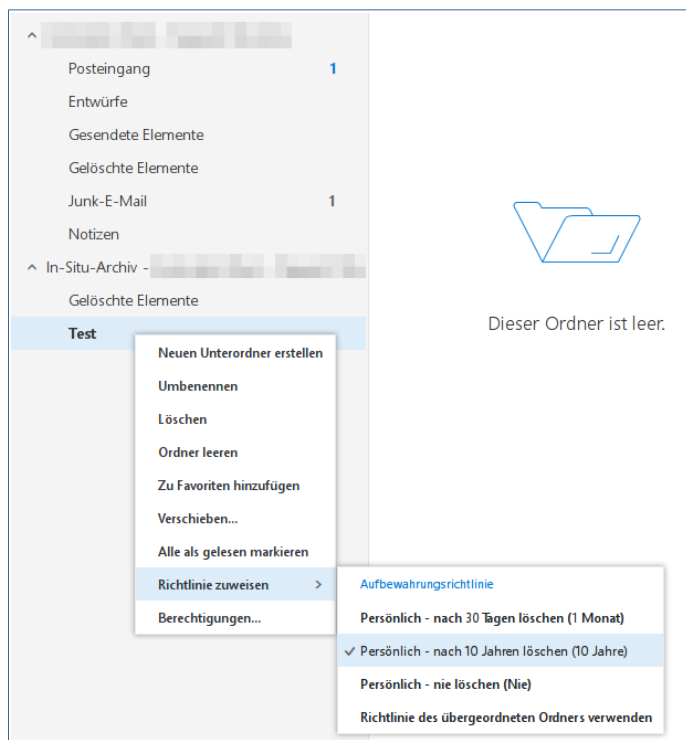 Posteingang 1
Entwürfe
Gesendete Elemente
Gelöschte Elemente
Junk-E-Mail 1
Notizen
In-Situ-Archiv -
Gelöschte Elemente
Test
Dieser Ordner ist leer.
Neuen Unterordner erstellen
Umbenennen
Löschen
Ordner leeren
Zu Favoriten hinzufügen
Verschieben...
Alle als gelesen markieren
Richtlinie zuweisen >
Berechtigungen...
Aufbewahrungsrichtlinie
Persönlich - nach 30 Tagen löschen (1 Monat)
Persönlich - nach 10 Jahren löschen (10 Jahre)
Persönlich - nie löschen (Nie)
Richtlinie des übergeordneten Ordners verwenden